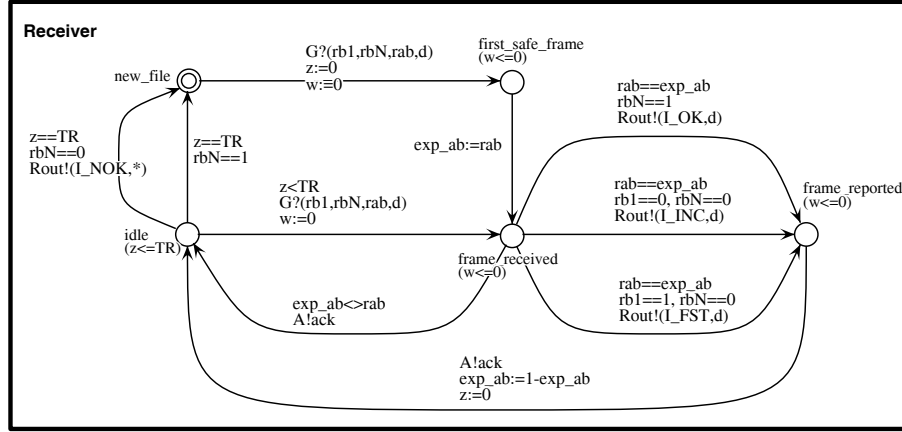 Receiver
new_file
G?(rb1,rbN,rab,d)
z:=0
w:=0
first_safe_frame
(w<=0)
z==TR
rbN==0
Rout!(I_NOK,*)
z==TR
rbN==1
exp_ab:=rab
rab==exp_ab
rbN==1
Rout!(I_OK,d)
z<TR
G?(rb1,rbN,rab,d)
w:=0
rab==exp_ab
rb1==0, rbN==0
Rout!(I_INC,d)
frame_reported
(w<=0)
idle
(z<=TR)
frame_received
(w<=0)
exp_ab<>rab
A!ack
rab==exp_ab
rb1==1, rbN==0
Rout!(I_FST,d)
A!ack
exp_ab:=1-exp_ab
z:=0